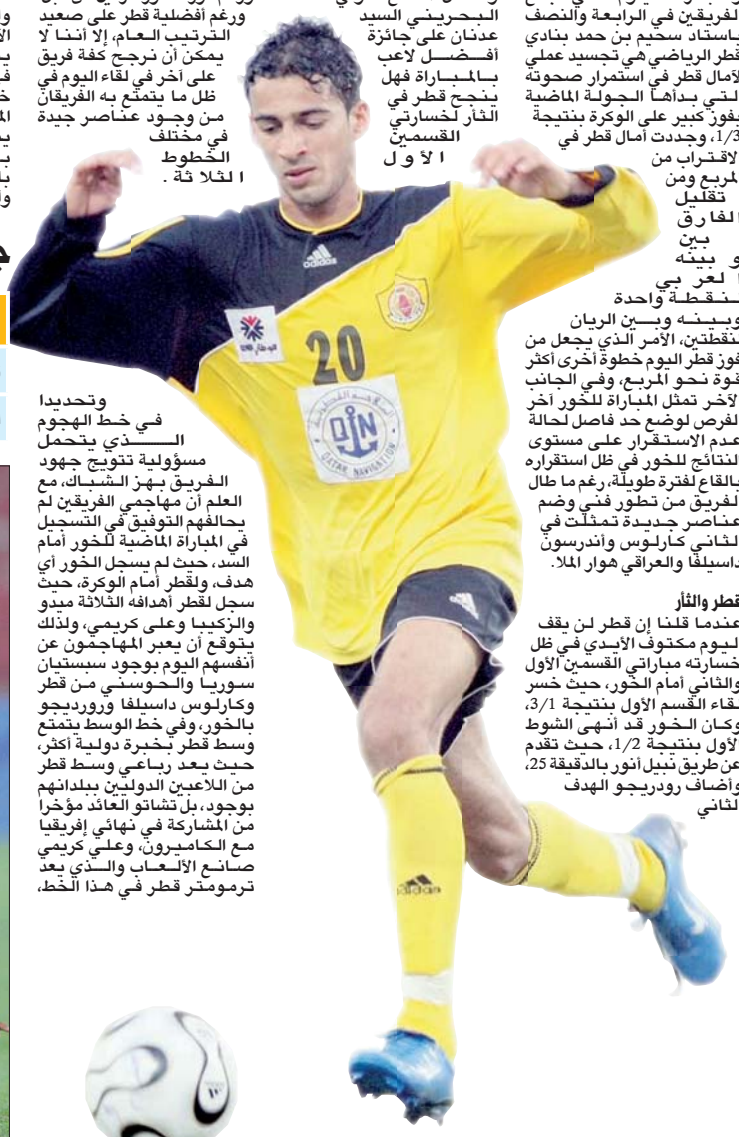 لفريقين في الرابعة والنصف
باستاد سحيم بن حمد بنادي
قطر الرياضي هي تجسيد عملي
لآمال قطر في استمرار صحوته
التي بدأها الجولة الماضية
بفوز كبير على الوكرة بنتيجة
1/3، وجددت آمال قطر في
الاقتراب من
المربع ومن
تقليل
الفارق
بين
و بينه
العربي
بنقطة واحدة
وبينه وبين الريان
بنقطتين، الأمر الذي يجعل من
فوز قطر اليوم خطوة أخرى أكثر
قوة نحو المربع، وفي الجانب
الآخر تمثل المباراة للخور آخر
الفرص لوضع حد فاصل لحالة
عدم الاستقرار على مستوى
النتائج للخور في ظل استقراره
بالقاع لفترة طويلة، رغم ما طال
الفريق من تطور فني وضم
عناصر جديدة تمثلت في
الثاني كارلوس وأندرسون
داسيلفا والعراقي هوار الملا.
قطر والثأر
عندما قلنا إن قطر لن يقف
اليوم مكتوف الأيدي في ظل
خسارته مباراتي القسمين الأول
والثاني أمام الخور، حيث خسر
لقاء القسم الأول بنتيجة 3/1،
وكان الخور قد أنهى الشوط
الأول بنتيجة 1/2، حيث تقدم
عن طريق نبيل أنور بالدقيقة 25،
وأضاف رودريجو الهدف
الثاني
البحريني السيد
عدنان على جائزة
أفضل لاعب
بالمباراة فهل
ينجح قطر في
الثأر لخسارتي
القسمين
الأول
ورغم أفضلية قطر على صعيد
الترتيب العام، إلا أننا لا
يمكن أن نرجح كفة فريق
على آخر في لقاء اليوم في
ظل ما يتمتع به الفريقان
من وجود عناصر جيدة
في مختلف
الخطوط
الثلاثة.
وتحديدا
في خط الهجوم
الذي يتحمل
مسؤولية تتويج جهود
الفريق بهز الشباك، مع
العلم أن مهاجمي الفريقين لم
يحالفهم التوفيق في التسجيل
في المباراة الماضية للخور أمام
السد، حيث لم يسجل الخور أي
هدف، ولقطر أمام الوكرة، حيث
سجل لقطر أهدافه الثلاثة ميدو
والزكيبا وعلى كريمي، ولذلك
يتوقع أن يعبر المهاجمون عن
أنفسهم اليوم بوجود سبستيان
سوريا والحوسني من قطر
وكارلوس داسيلفا ورورديجو
بالخور، وفي خط الوسط يتمتع
وسط قطر بخبرة دولية أكثر،
حيث يعد رباعي وسط قطر
من اللاعبين الدوليين ببلدانهم
بوجود، بل تشاتو العائد مؤخرا
من المشاركة في نهائي إفريقيا
مع الكاميرون، وعلي كريمي
صانع الألعاب والذي يعد
ترمومتر قطر في هذا الخط،
adidas
20
QN
QATAR NAVIGATION
adidas